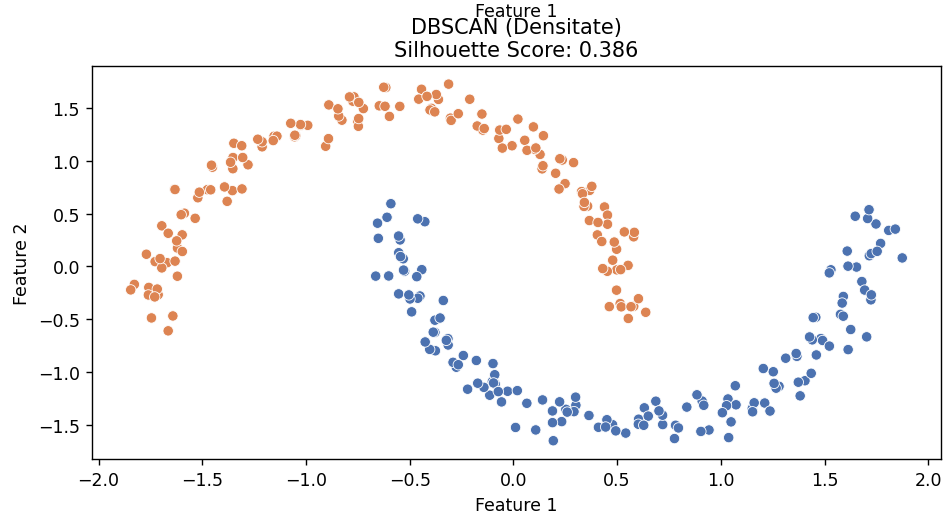 Feature 1
DBSCAN (Densitate)
Silhouette Score: 0.386
1.5
1.0
0.5
0.0
−0.5
−1.0
−1.5
Feature 2
−2.0 −1.5 −1.0 −0.5 0.0 0.5 1.0 1.5 2.0
Feature 1